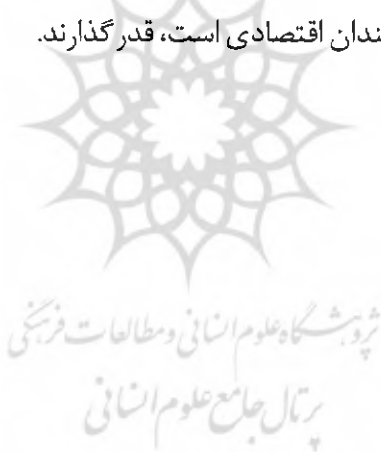 ندان اقتصادی است، قدر گذارند.
پژوهشگاه علوم انسانی و مطالعات فرهنگی
پرتال جامع علوم انسانی